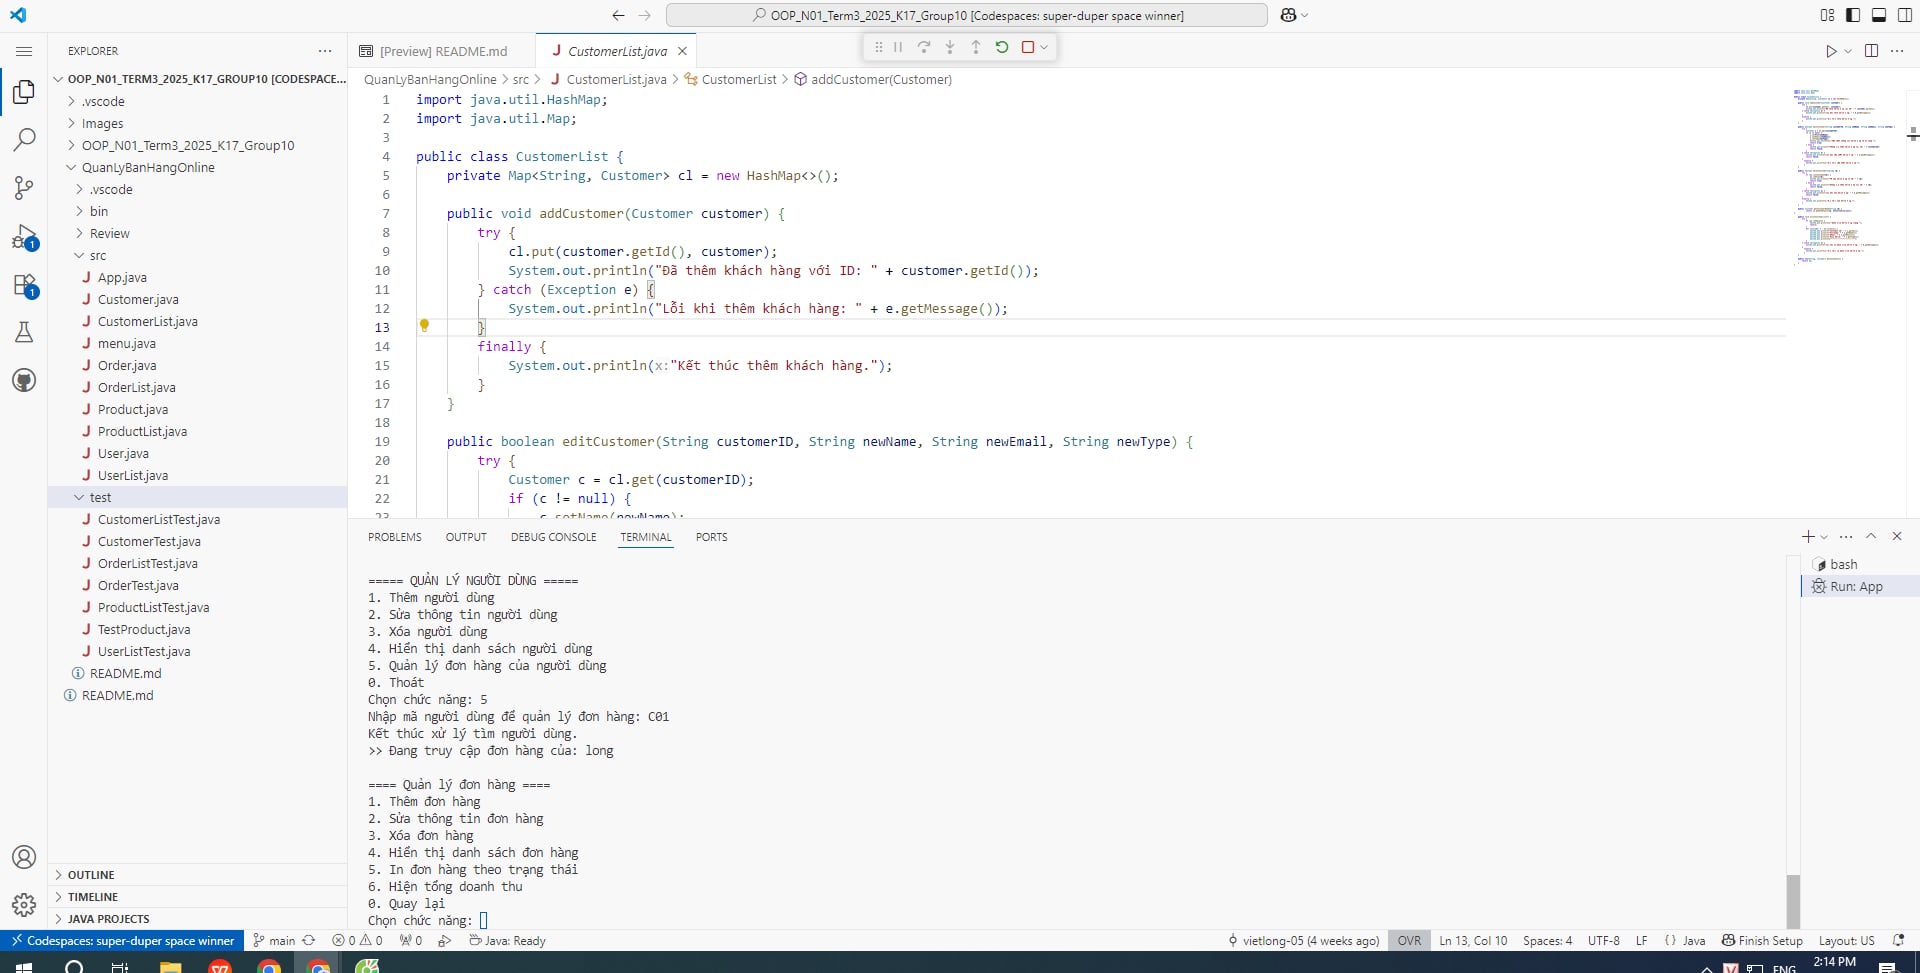 OOP_N01_Term3_2025_K17_Group10 [Codespaces: super-duper space winner]
EXPLORER
OOP_N01_TERM3_2025_K17_GROUP10 [CODESPACE...
.vscode
Images
OOP_N01_Term3_2025_K17_Group10
QuanLyBanHangOnline
.vscode
bin
Review
src
App.java
Customer.java
CustomerList.java
menu.java
Order.java
OrderList.java
Product.java
ProductList.java
User.java
UserList.java
test
CustomerListTest.java
CustomerTest.java
OrderListTest.java
OrderTest.java
ProductListTest.java
TestProduct.java
UserListTest.java
README.md
README.md
OUTLINE
TIMELINE
JAVA PROJECTS
1
1
[Preview] README.md
CustomerList.java
QuanLyBanHangOnline > src > CustomerList.java > CustomerList > addCustomer(Customer)
1 import java.util.HashMap;
2 import java.util.Map;
3
4 public class CustomerList {
5 private Map<String, Customer> cl = new HashMap<>();
6
7 public void addCustomer(Customer customer) {
8 try {
9 cl.put(customer.getId(), customer);
10 System.out.println("Đã thêm khách hàng với ID: " + customer.getId());
11 } catch (Exception e) {
12 System.out.println("Lỗi khi thêm khách hàng: " + e.getMessage());
13 }
14 finally {
15 System.out.println(x:"Kết thúc thêm khách hàng.");
16 }
17 }
18
19 public boolean editCustomer(String customerID, String newName, String newEmail, String newType) {
20 try {
21 Customer c = cl.get(customerID);
22 if (c != null) {
23 c.setName(newName);
PROBLEMS OUTPUT DEBUG CONSOLE TERMINAL PORTS
bash
Run: App
===== QUẢN LÝ NGƯỜI DÙNG =====
1. Thêm người dùng
2. Sửa thông tin người dùng
3. Xóa người dùng
4. Hiển thị danh sách người dùng
5. Quản lý đơn hàng của người dùng
0. Thoát
Chọn chức năng: 5
Nhập mã người dùng để quản lý đơn hàng: C01
Kết thúc xử lý tìm người dùng.
>> Đang truy cập đơn hàng của: long
==== Quản lý đơn hàng ====
1. Thêm đơn hàng
2. Sửa thông tin đơn hàng
3. Xóa đơn hàng
4. Hiển thị danh sách đơn hàng
5. In đơn hàng theo trạng thái
6. Hiện tổng doanh thu
0. Quay lại
Chọn chức năng:
Codespaces: super-duper space winner main 0 0 0 Java: Ready vietlong-05 (4 weeks ago) OVR Ln 13, Col 10 Spaces: 4 UTF-8 LF {} Java Finish Setup Layout: US
ENG
2:14 PM